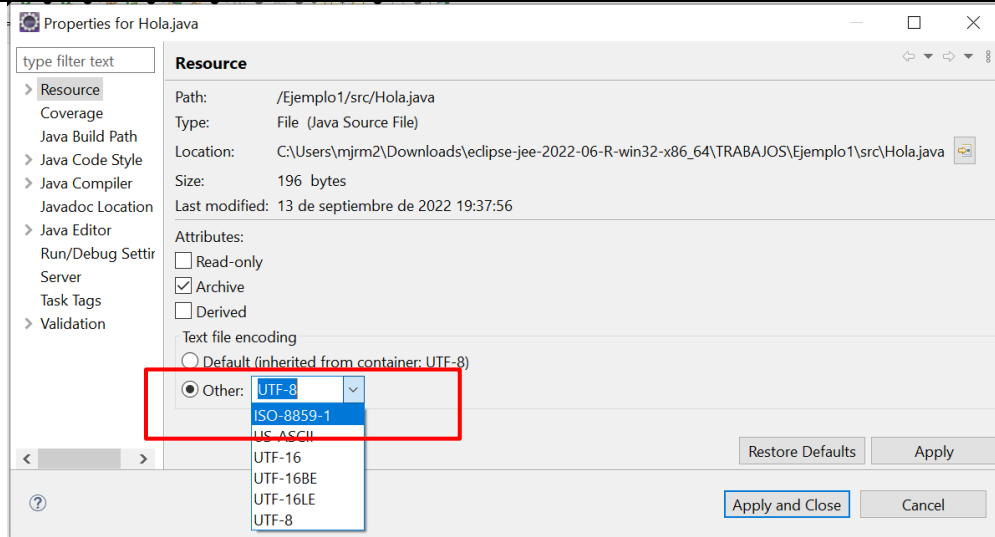 Properties for Hola.java
type filter text
Resource
Coverage
Java Build Path
Java Code Style
Java Compiler
Javadoc Location
Java Editor
Run/Debug Settin
Server
Task Tags
Validation
Resource
Path: /Ejemplo1/src/Hola.java
Type: File (Java Source File)
Location: C:\Users\mjrm2\Downloads\eclipse-jee-2022-06-R-win32-x86_64\TRABAJOS\Ejemplo1\src\Hola.java
Size: 196 bytes
Last modified: 13 de septiembre de 2022 19:37:56
Attributes:
Read-only
Archive
Derived
Text file encoding
Default (inherited from container: UTF-8)
Other: UTF-8
ISO-8859-1
US-ASCII
UTF-16
UTF-16BE
UTF-16LE
UTF-8
Restore Defaults Apply
Apply and Close Cancel